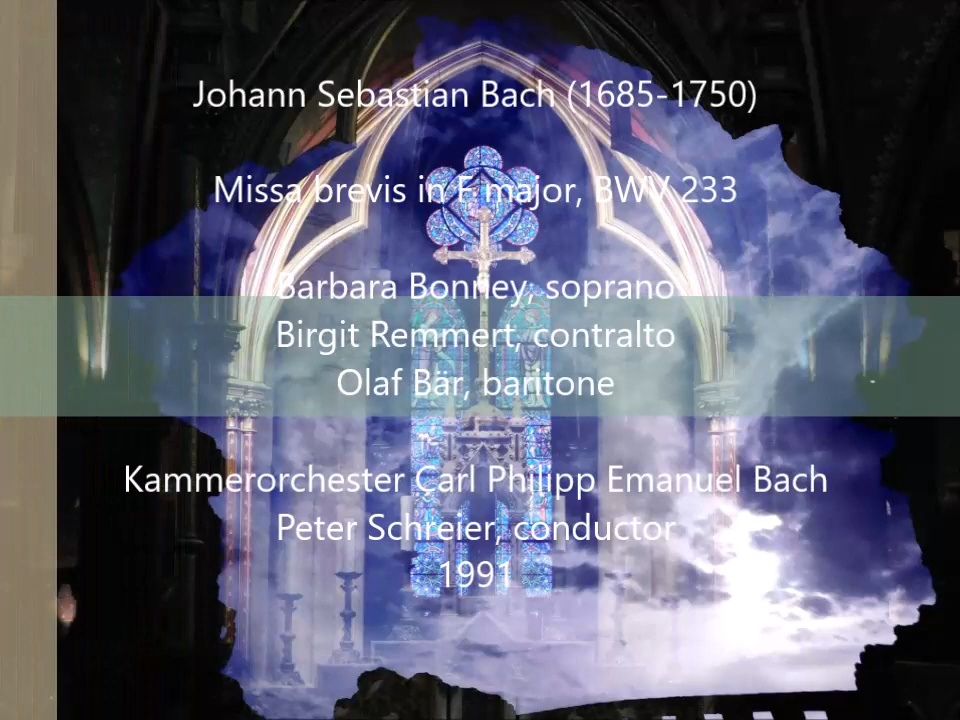 Johann Sebastian Bach (1685-1750)
Missa brevis in F major, BWV 233
Barbara Bonney, soprano
Birgit Remmert, contralto
Olaf Bär, baritone
Kammerorchester Carl Philipp Emanuel Bach
Peter Schreier, conductor
1991